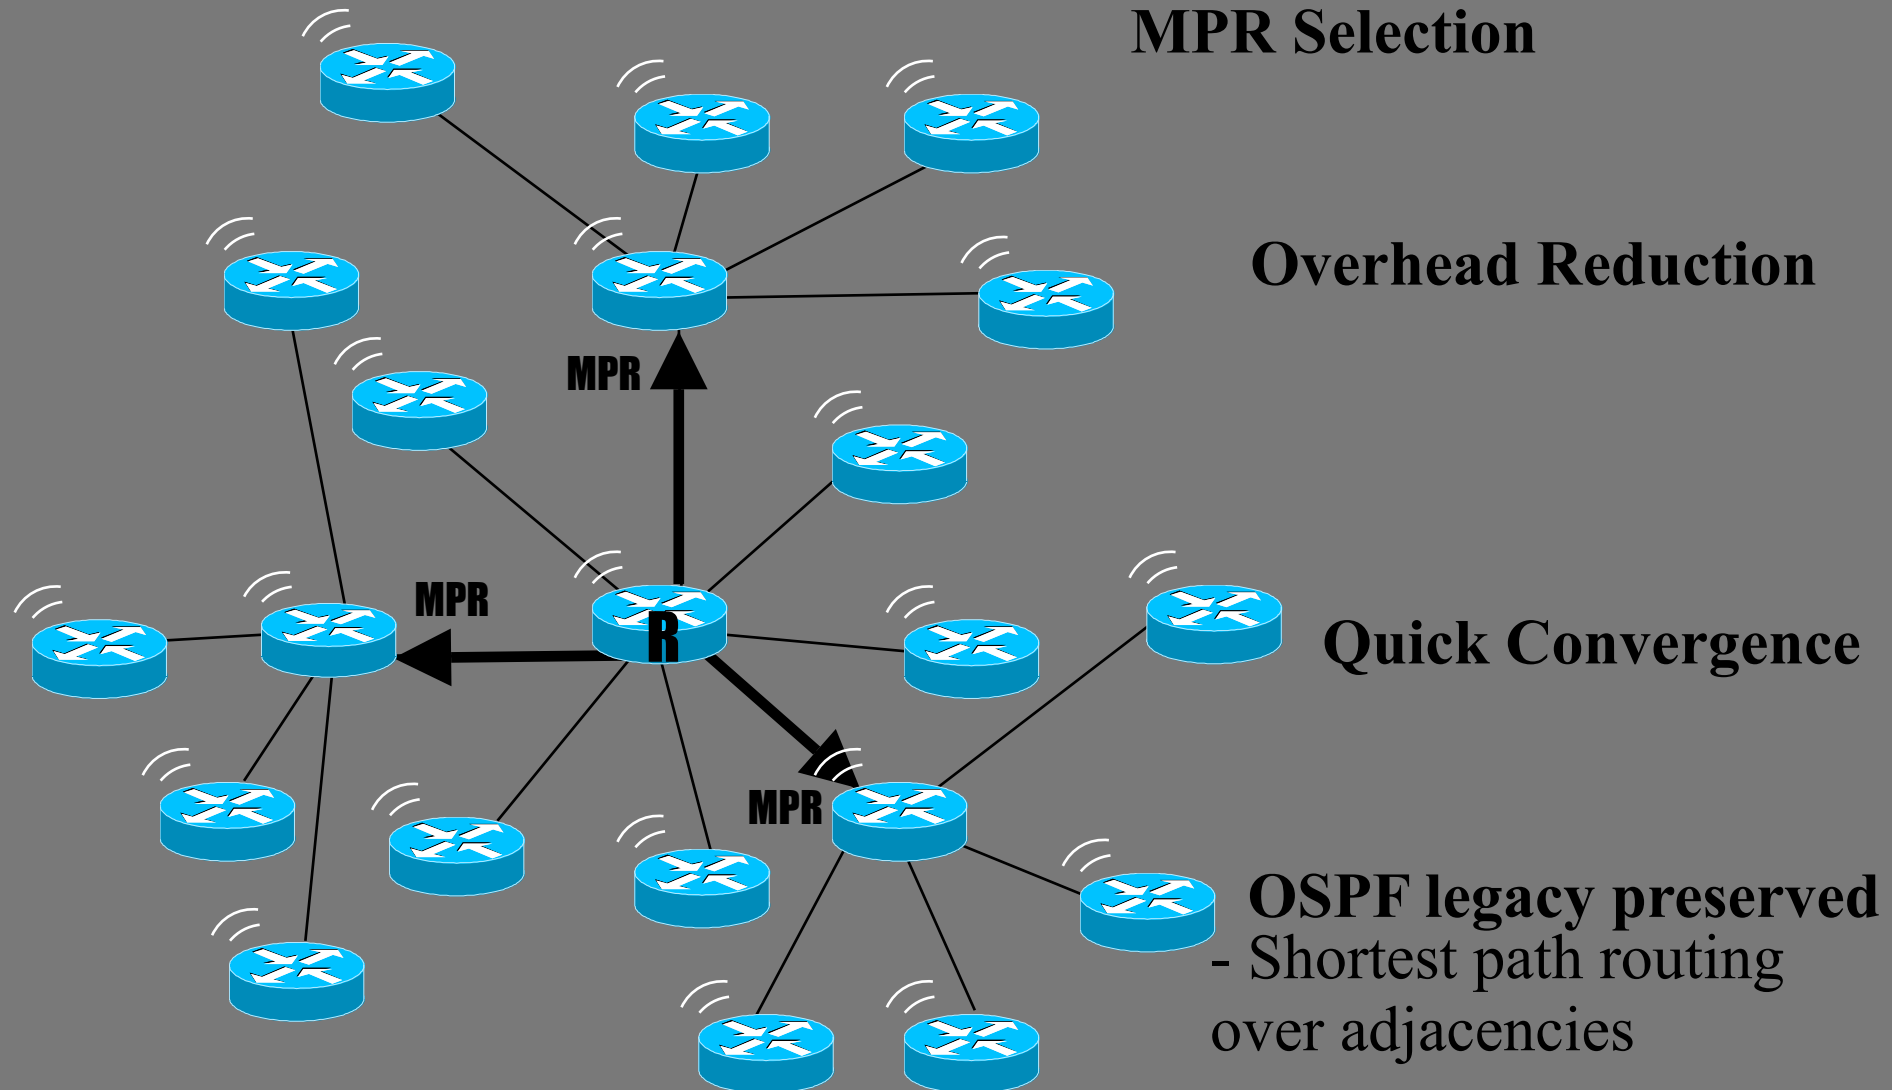 MPR Selection
Overhead Reduction
MPR
MPR
R
Quick Convergence
MPR
OSPF legacy preserved
- Shortest path routing
over adjacencies